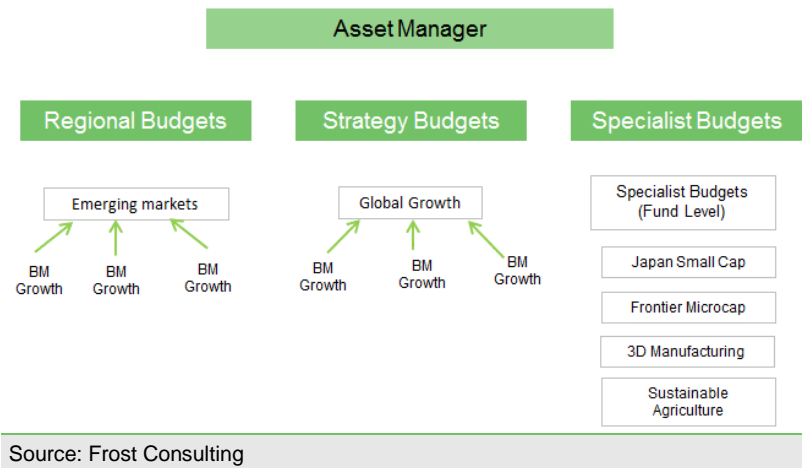 Asset Manager
Regional Budgets
Strategy Budgets
Specialist Budgets
Emerging markets
BM
Growth
BM
Growth
BM
Growth
Global Growth
BM
Growth
BM
Growth
BM
Growth
Specialist Budgets
(Fund Level)
Japan Small Cap
Frontier Microcap
3D Manufacturing
Sustainable
Agriculture
Source: Frost Consulting